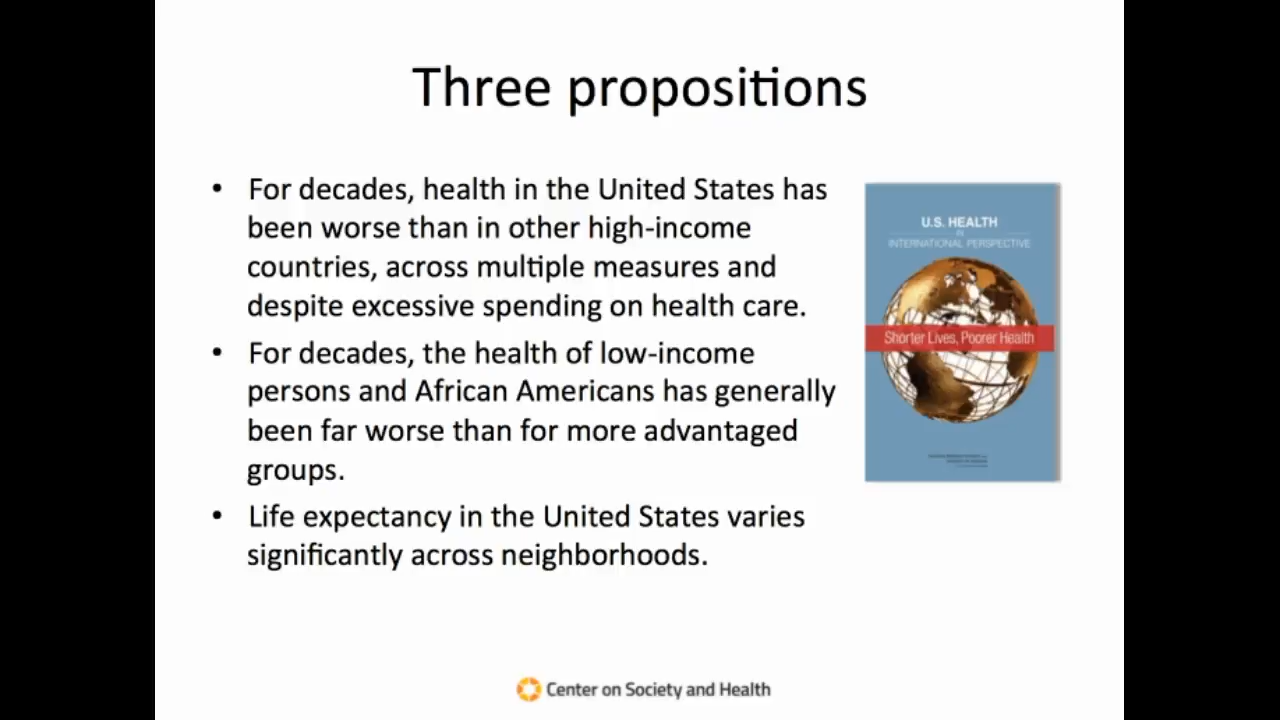 Three propositions
• For decades, health in the United States has
been worse than in other high-income
countries, across multiple measures and
despite excessive spending on health care.
• For decades, the health of low-income
persons and African Americans has generally
been far worse than for more advantaged
groups.
• Life expectancy in the United States varies
significantly across neighborhoods.
U.S. HEALTH
IN
INTERNATIONAL PERSPECTIVE
Shorter Lives, Poorer Health
Center on Society and Health